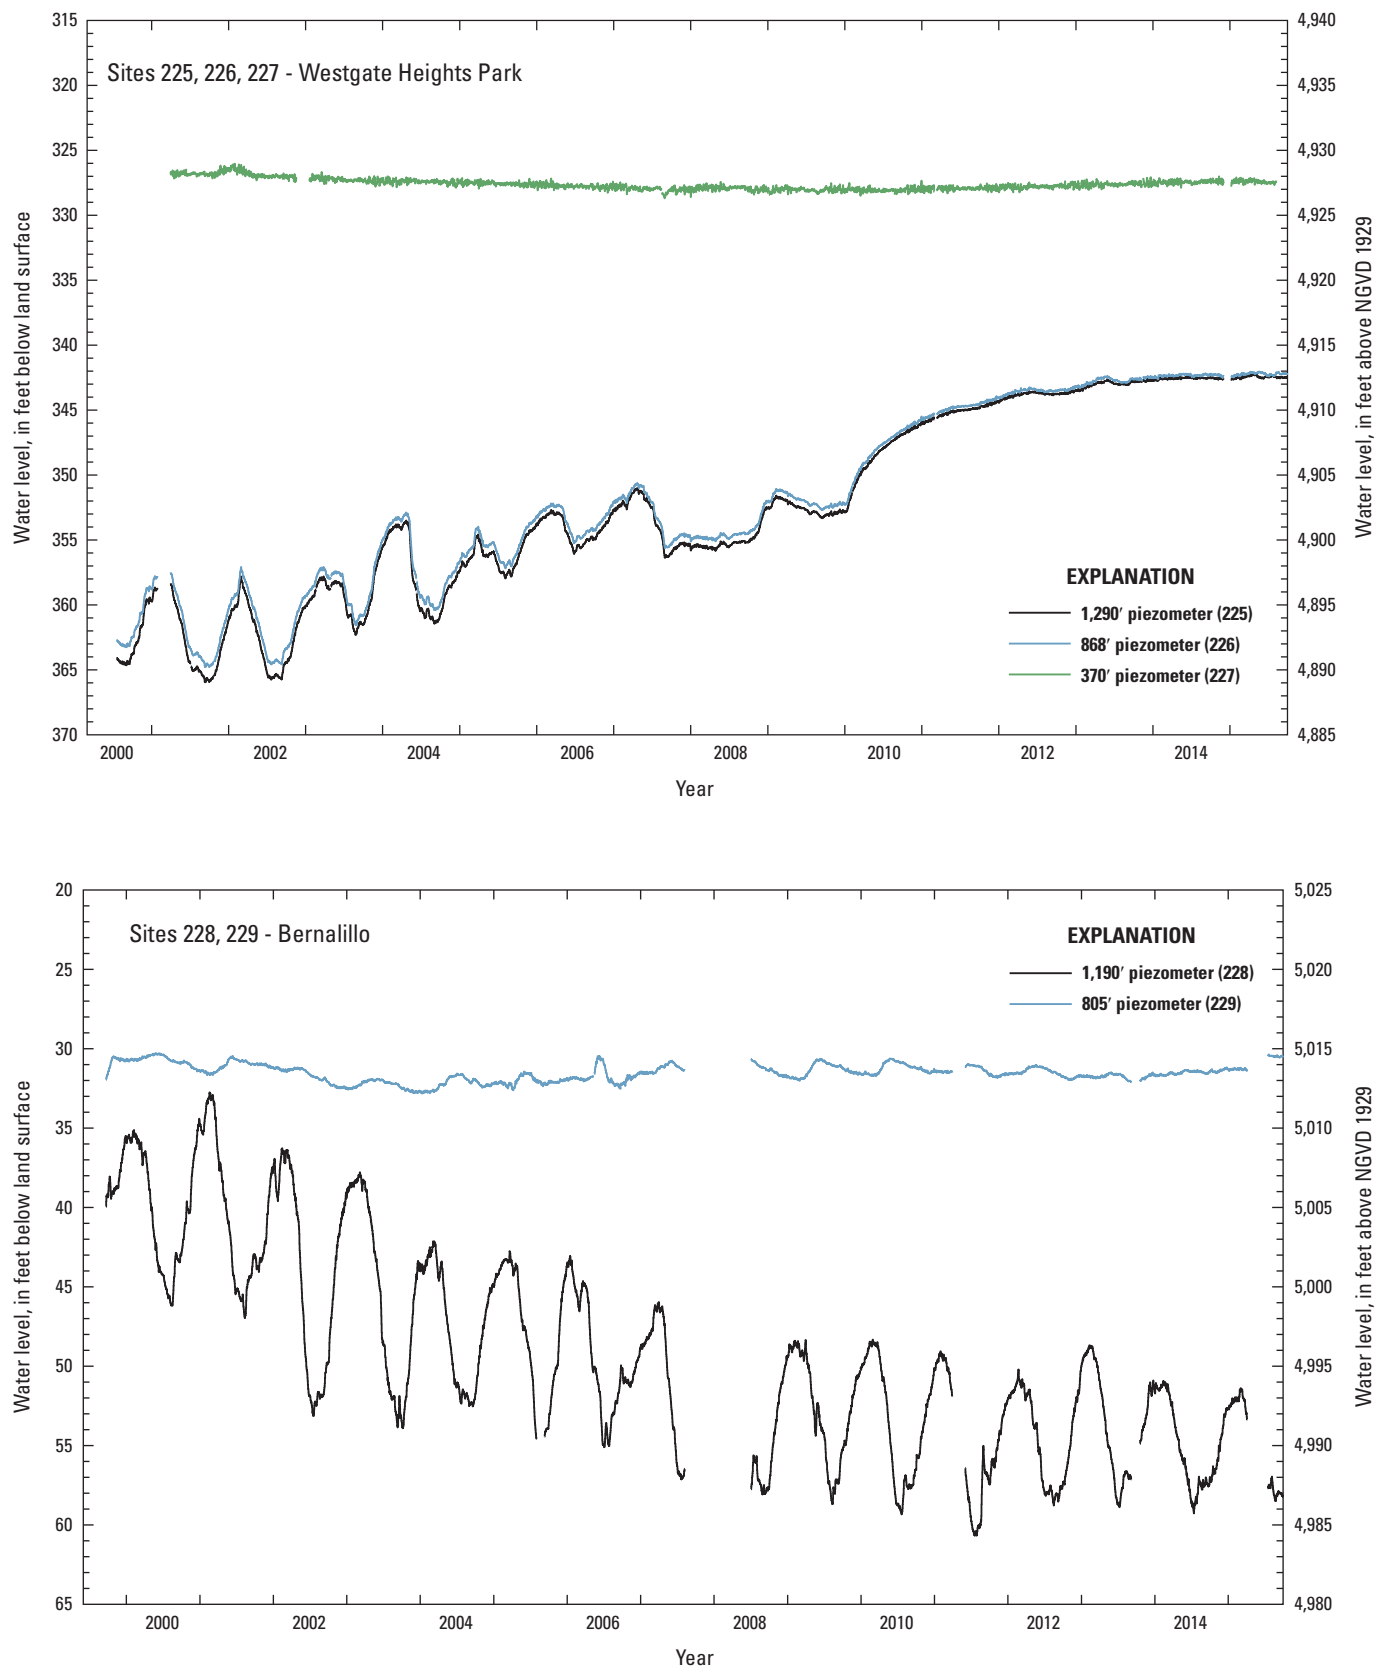 Sites 225, 226, 227 - Westgate Heights Park
Water level, in feet below land surface
315
320
325
330
335
340
345
350
355
360
365
370
4,940
4,935
4,930
4,925
4,920
4,915
4,910
4,905
4,900
4,895
4,890
4,885
Water level, in feet above NGVD 1929
EXPLANATION
1,290′ piezometer (225)
868′ piezometer (226)
370′ piezometer (227)
2000 2002 2004 2006 2008 2010 2012 2014
Year
Sites 228, 229 - Bernalillo
Water level, in feet below land surface
20
25
30
35
40
45
50
55
60
65
5,025
5,020
5,014
5,010
5,005
5,000
4,995
4,990
4,985
4,980
Water level, in feet above NGVD 1929
EXPLANATION
1,190′ piezometer (228)
805′ piezometer (229)
2000 2002 2004 2006 2008 2010 2012 2014
Year